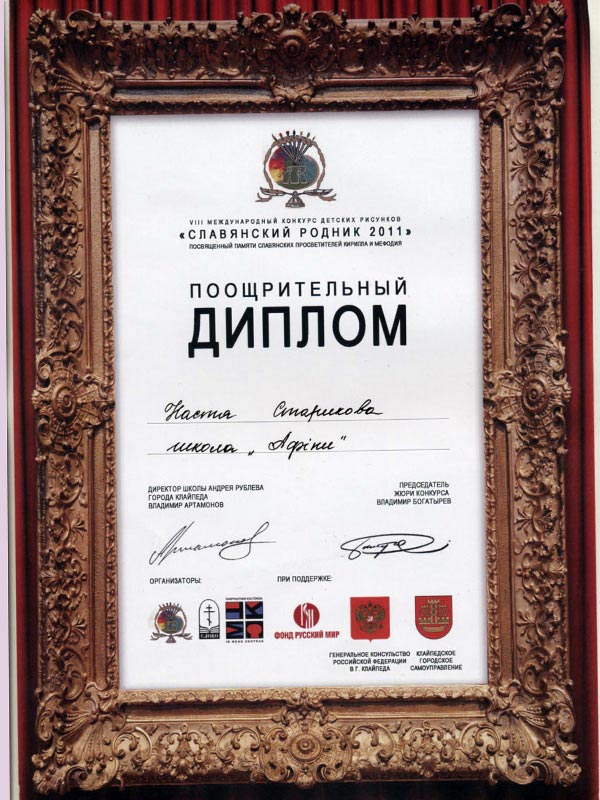 VIII МЕЖДУНАРОДНЫЙ КОНКУРС ДЕТСКИХ РИСУНКОВ
«СЛАВЯНСКИЙ РОДНИК 2011»
ПОСВЯЩЕННЫЙ ПАМЯТИ СЛАВЯНСКИХ ПРОСВЕТИТЕЛЕЙ КИРИЛЛА И МЕФОДИЯ
ПООЩРИТЕЛЬНЫЙ
ДИПЛОМ
Настя Старикова
школа „Афіни"
ДИРЕКТОР ШКОЛЫ АНДРЕЯ РУБЛЕВА
ГОРОДА КЛАЙПЕДА
ВЛАДИМИР АРТАМОНОВ
ПРЕДСЕДАТЕЛЬ
ЖЮРИ КОНКУРСА
ВЛАДИМИР БОГАТЫРЕВ
ОРГАНИЗАТОРЫ:
ПРИ ПОДДЕРЖКЕ:
ФОНД РУССКИЙ МИР
ГЕНЕРАЛЬНОЕ КОНСУЛЬСТВО
РОССИЙСКОЙ ФЕДЕРАЦИИ
В Г. КЛАЙПЕДА
КЛАЙПЕДСКОЕ
ГОРОДСКОЕ
САМОУПРАВЛЕНИЕ